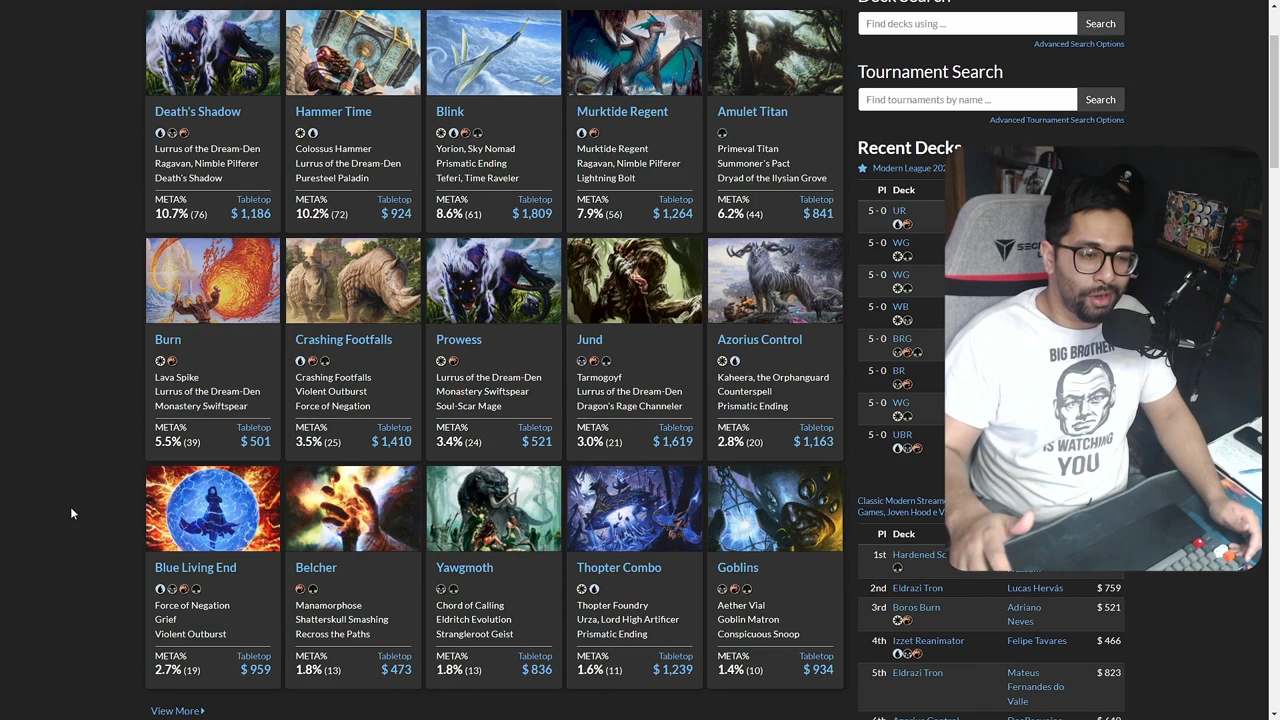 Deck Search
Find decks using ...
Search
Advanced Search Options
Tournament Search
Find tournaments by name ...
Search
Advanced Tournament Search Options
Death's Shadow
Lurrus of the Dream-Den
Ragavan, Nimble Pilferer
Death's Shadow
META%
Tabletop
10.7% (76)
$ 1,186
Hammer Time
Colossus Hammer
Lurrus of the Dream-Den
Puresteel Paladin
META%
Tabletop
10.2% (72)
$ 924
Blink
Yorion, Sky Nomad
Prismatic Ending
Teferi, Time Raveler
META%
Tabletop
8.6% (61)
$ 1,809
Murktide Regent
Murktide Regent
Ragavan, Nimble Pilferer
Lightning Bolt
META%
Tabletop
7.9% (56)
$ 1,264
Amulet Titan
Primeval Titan
Summoner's Pact
Dryad of the Ilysian Grove
META%
Tabletop
6.2% (44)
$ 841
Burn
Lava Spike
Lurrus of the Dream-Den
Monastery Swiftspear
META%
Tabletop
5.5% (39)
$ 501
Crashing Footfalls
Crashing Footfalls
Violent Outburst
Force of Negation
META%
Tabletop
3.5% (25)
$ 1,410
Prowess
Lurrus of the Dream-Den
Monastery Swiftspear
Soul-Scar Mage
META%
Tabletop
3.4% (24)
$ 521
Jund
Tarmogoyf
Lurrus of the Dream-Den
Dragon's Rage Channeler
META%
Tabletop
3.0% (21)
$ 1,619
Azorius Control
Kaheera, the Orphanguard
Counterspell
Prismatic Ending
META%
Tabletop
2.8% (20)
$ 1,163
Blue Living End
Force of Negation
Grief
Violent Outburst
META%
Tabletop
2.7% (19)
$ 959
Belcher
Manamorphose
Shatterskull Smashing
Recross the Paths
META%
Tabletop
1.8% (13)
$ 473
Yawgmoth
Chord of Calling
Eldritch Evolution
Strangleroot Geist
META%
Tabletop
1.8% (13)
$ 836
Thopter Combo
Thopter Foundry
Urza, Lord High Artificer
Prismatic Ending
META%
Tabletop
1.6% (11)
$ 1,239
Goblins
Aether Vial
Goblin Matron
Conspicuous Snoop
META%
Tabletop
1.4% (10)
$ 934
View More
Recent Decks
Modern League 202
Pl Deck
5 - 0 UR
5 - 0 WG
5 - 0 WG
5 - 0 WB
5 - 0 BRG
5 - 0 BR
5 - 0 WG
5 - 0 UBR
Classic Modern Stream
Games, Joven Hood e V
Pl Deck
1st Hardened Sc
2nd Eldrazi Tron Lucas Hervás $ 759
3rd Boros Burn Adriano $ 521
Neves
4th Izzet Reanimator Felipe Tavares $ 466
5th Eldrazi Tron Mateus $ 823
Fernandes do
Valle
BIG BROTHER
IS WATCHING
YOU